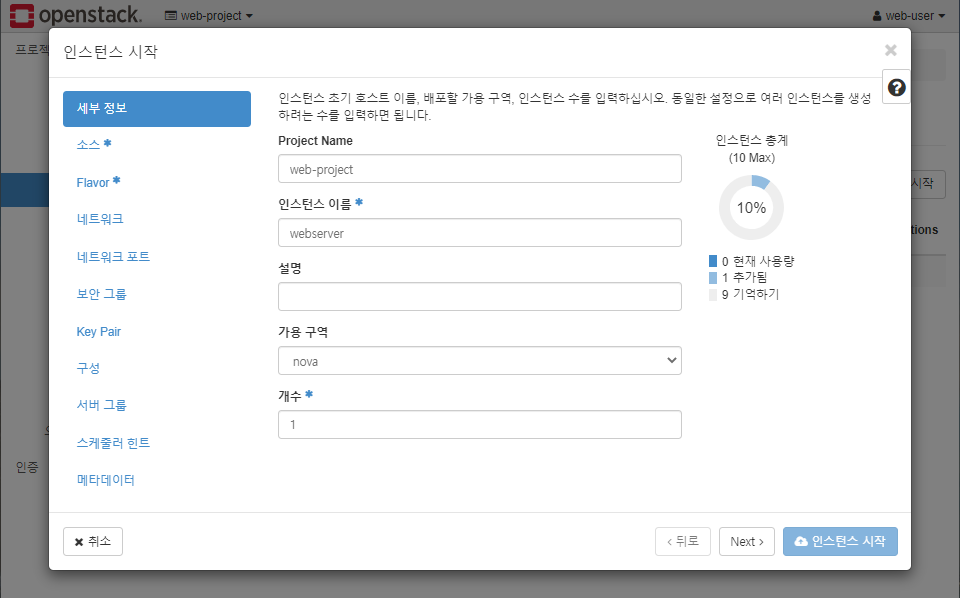 openstack.
web-project
web-user
프로젝
인스턴스 시작
세부 정보
소스 *
Flavor *
네트워크
네트워크 포트
보안 그룹
Key Pair
구성
서버 그룹
스케줄러 힌트
메타데이터
인스턴스 초기 호스트 이름, 배포할 가용 구역, 인스턴스 수를 입력하십시오. 동일한 설정으로 여러 인스턴스를 생성
하려는 수를 입력하면 됩니다.
Project Name
web-project
인스턴스 이름 *
webserver
설명
가용 구역
nova
개수 *
1
인스턴스 총계
(10 Max)
10%
0 현재 사용량
1 추가됨
9 기억하기
시작
tions
인증
취소
뒤로
Next
인스턴스 시작